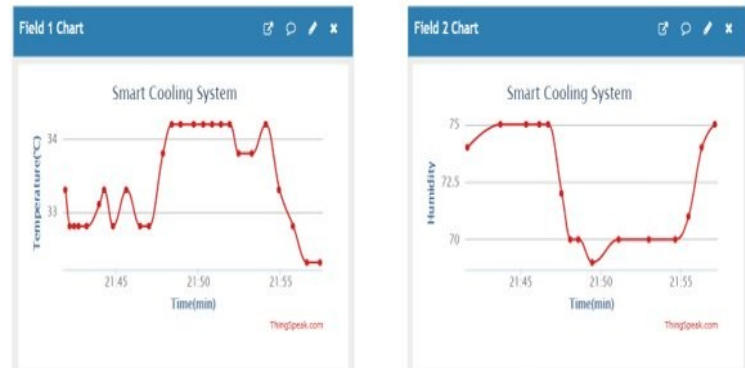 Field 1 Chart
Smart Cooling System
34
33
Temperature(°C)
21:45 21:50 21:55
Time(min)
ThingSpeak.com
Field 2 Chart
Smart Cooling System
75
72.5
70
Humidity
21:45 21:50 21:55
Time(min)
ThingSpeak.com